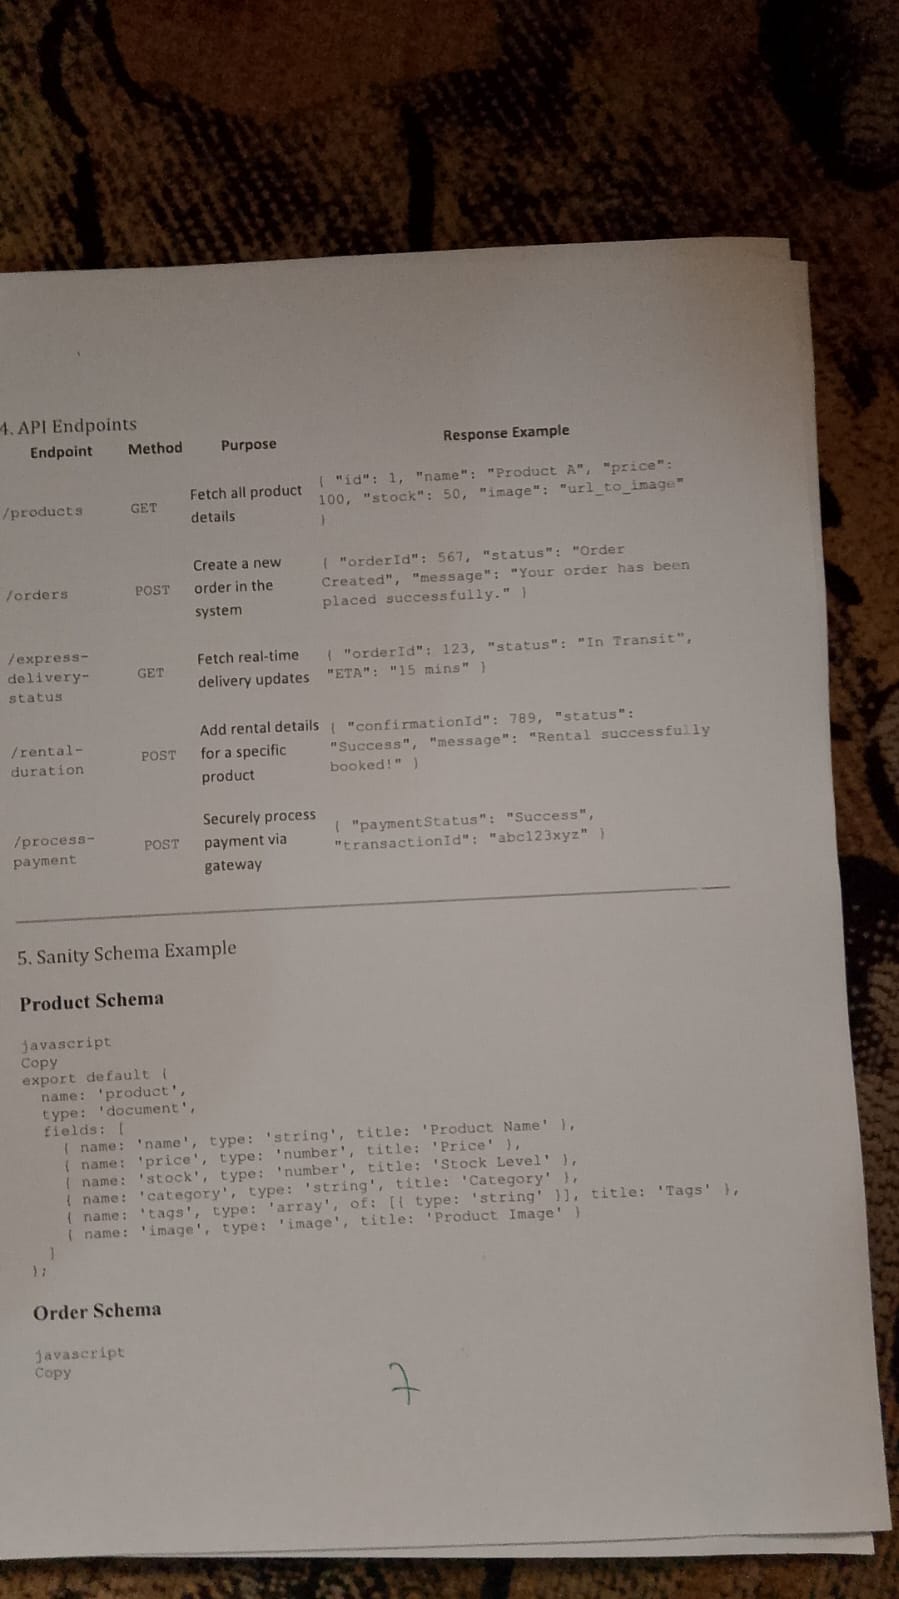 4. API Endpoints
Endpoint Method Purpose Response Example
/products GET Fetch all product details { "id": 1, "name": "Product A", "price": 100, "stock": 50, "image": "url_to_image" }
/orders POST Create a new order in the system { "orderId": 567, "status": "Order Created", "message": "Your order has been placed successfully." }
/express-delivery-status GET Fetch real-time delivery updates { "orderId": 123, "status": "In Transit", "ETA": "15 mins" }
/rental-duration POST Add rental details for a specific product { "confirmationId": 789, "status": "Success", "message": "Rental successfully booked!" }
/process-payment POST Securely process payment via gateway { "paymentStatus": "Success", "transactionId": "abc123xyz" }
5. Sanity Schema Example
Product Schema
javascript
Copy
export default {
name: 'product',
type: 'document',
fields: [
{ name: 'name', type: 'string', title: 'Product Name' },
{ name: 'price', type: 'number', title: 'Price' },
{ name: 'stock', type: 'number', title: 'Stock Level' },
{ name: 'category', type: 'string', title: 'Category' },
{ name: 'tags', type: 'array', of: [{ type: 'string' }], title: 'Tags' },
{ name: 'image', type: 'image', title: 'Product Image' }
]
};
Order Schema
javascript
Copy
7